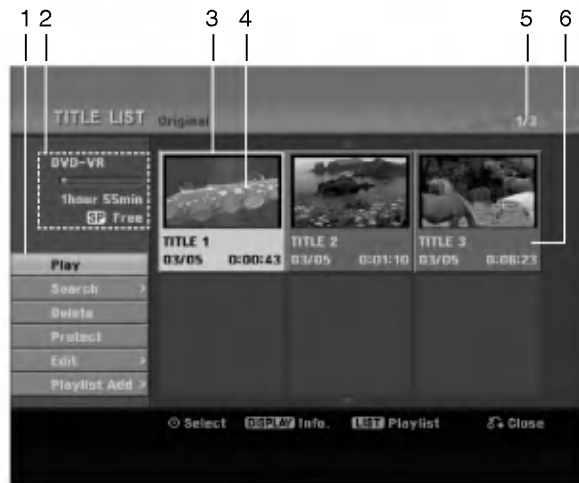 1 2 3 4 5 6
TITLE LIST Original 1/3
DVD-VR
1hour 55min
SP Free
TITLE 1 TITLE 2 TITLE 3
03/05 0:00:43 03/05 0:01:10 03/05 0:06:23
Play
Search >
Delete
Protect
Edit >
Playlist Add >
Select DISPLAY Info. LIST Playlist Close